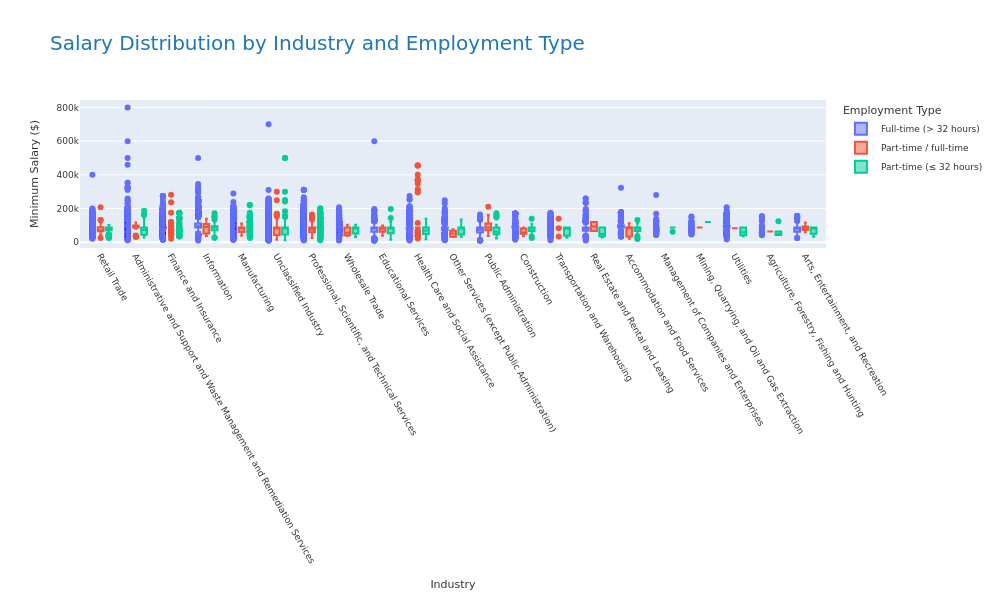 Salary Distribution by Industry and Employment Type
Employment Type
Full-time (> 32 hours)
Part-time / full-time
Part-time (≤ 32 hours)
Minimum Salary ($)
800k
600k
400k
200k
0
Retail Trade
Administrative and Support and Waste Management and Remediation Services
Finance and Insurance
Information
Manufacturing
Unclassified Industry
Professional, Scientific, and Technical Services
Wholesale Trade
Educational Services
Health Care and Social Assistance
Other Services (except Public Administration)
Public Administration
Construction
Transportation and Warehousing
Real Estate and Rental and Leasing
Accommodation and Food Services
Management of Companies and Enterprises
Mining, Quarrying, and Oil and Gas Extraction
Utilities
Agriculture, Forestry, Fishing and Hunting
Arts, Entertainment, and Recreation
Industry